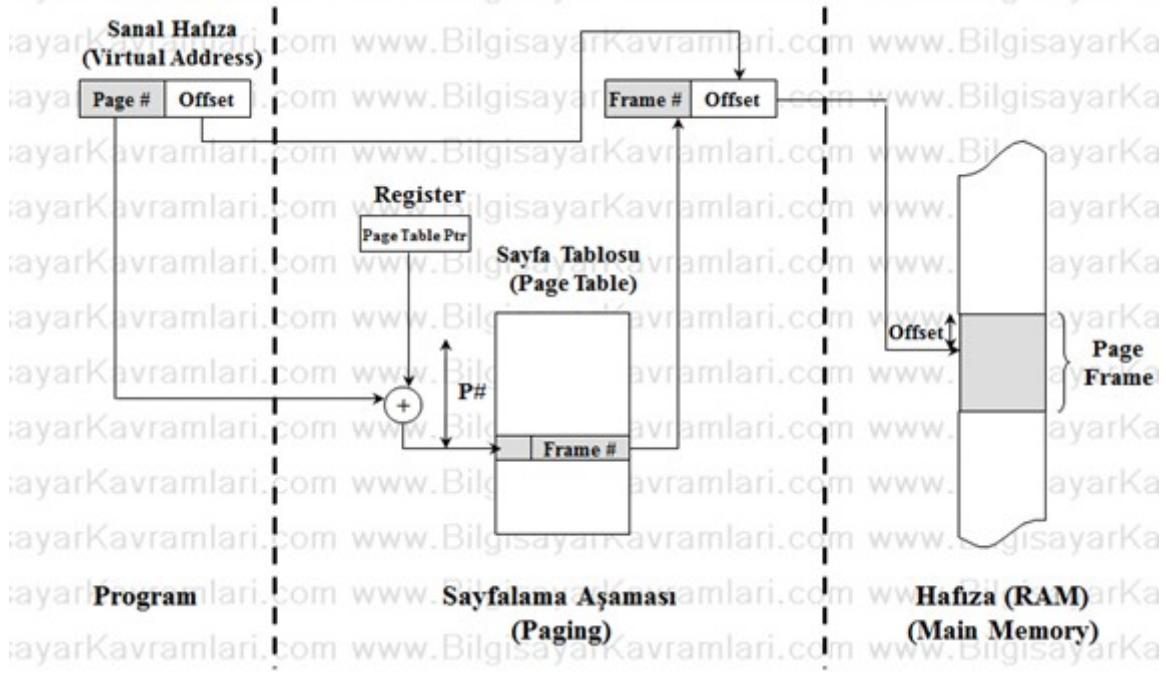 Sanal Hafıza
(Virtual Address)
Page # Offset
Frame # Offset
Register
Page Table Ptr
Sayfa Tablosu
(Page Table)
P#
+
Frame #
Offset
Page
Frame
Program
Sayfalama Aşaması
(Paging)
Hafıza (RAM)
(Main Memory)
www.BilgisayarKavramlari.com